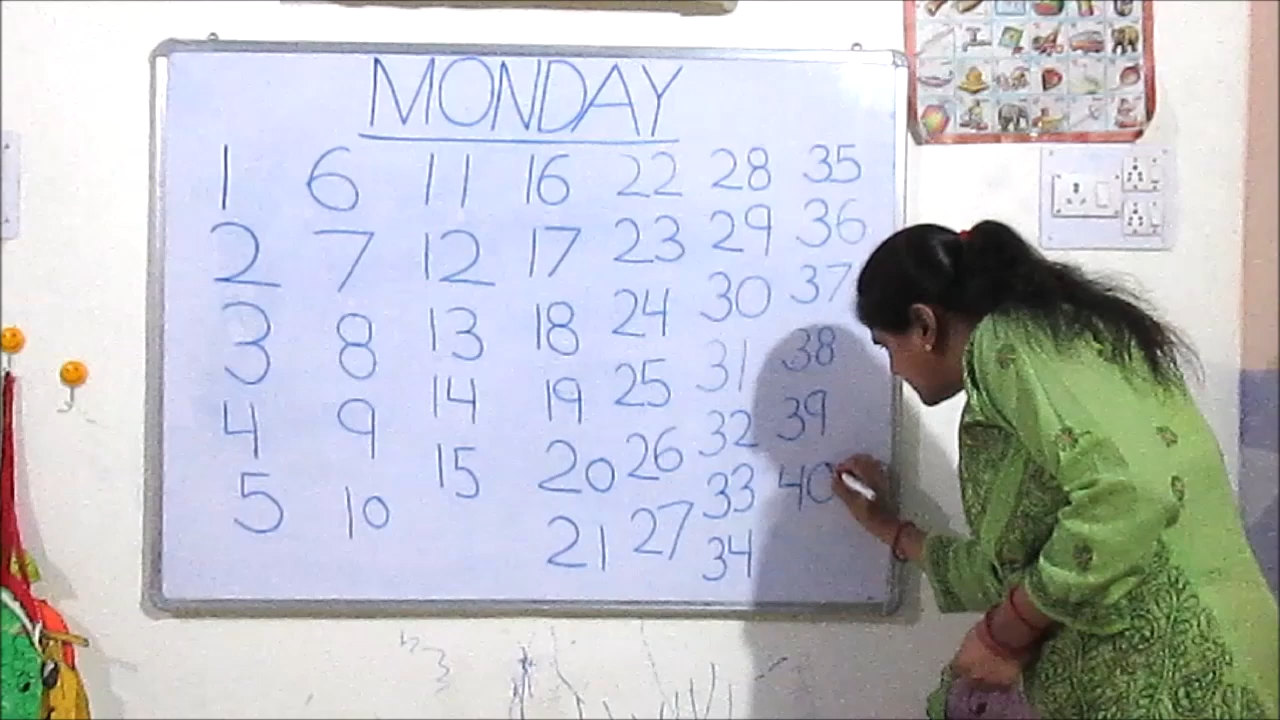 MONDAY
1 6 11 16 22 28 35
2 7 12 17 23 29 36
3 8 13 18 24 30 37
4 9 14 19 25 31 38
5 10 15 20 26 32 39
21 27 33 40
34